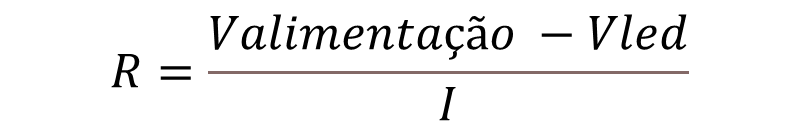 R = Valimentação − Vled
I